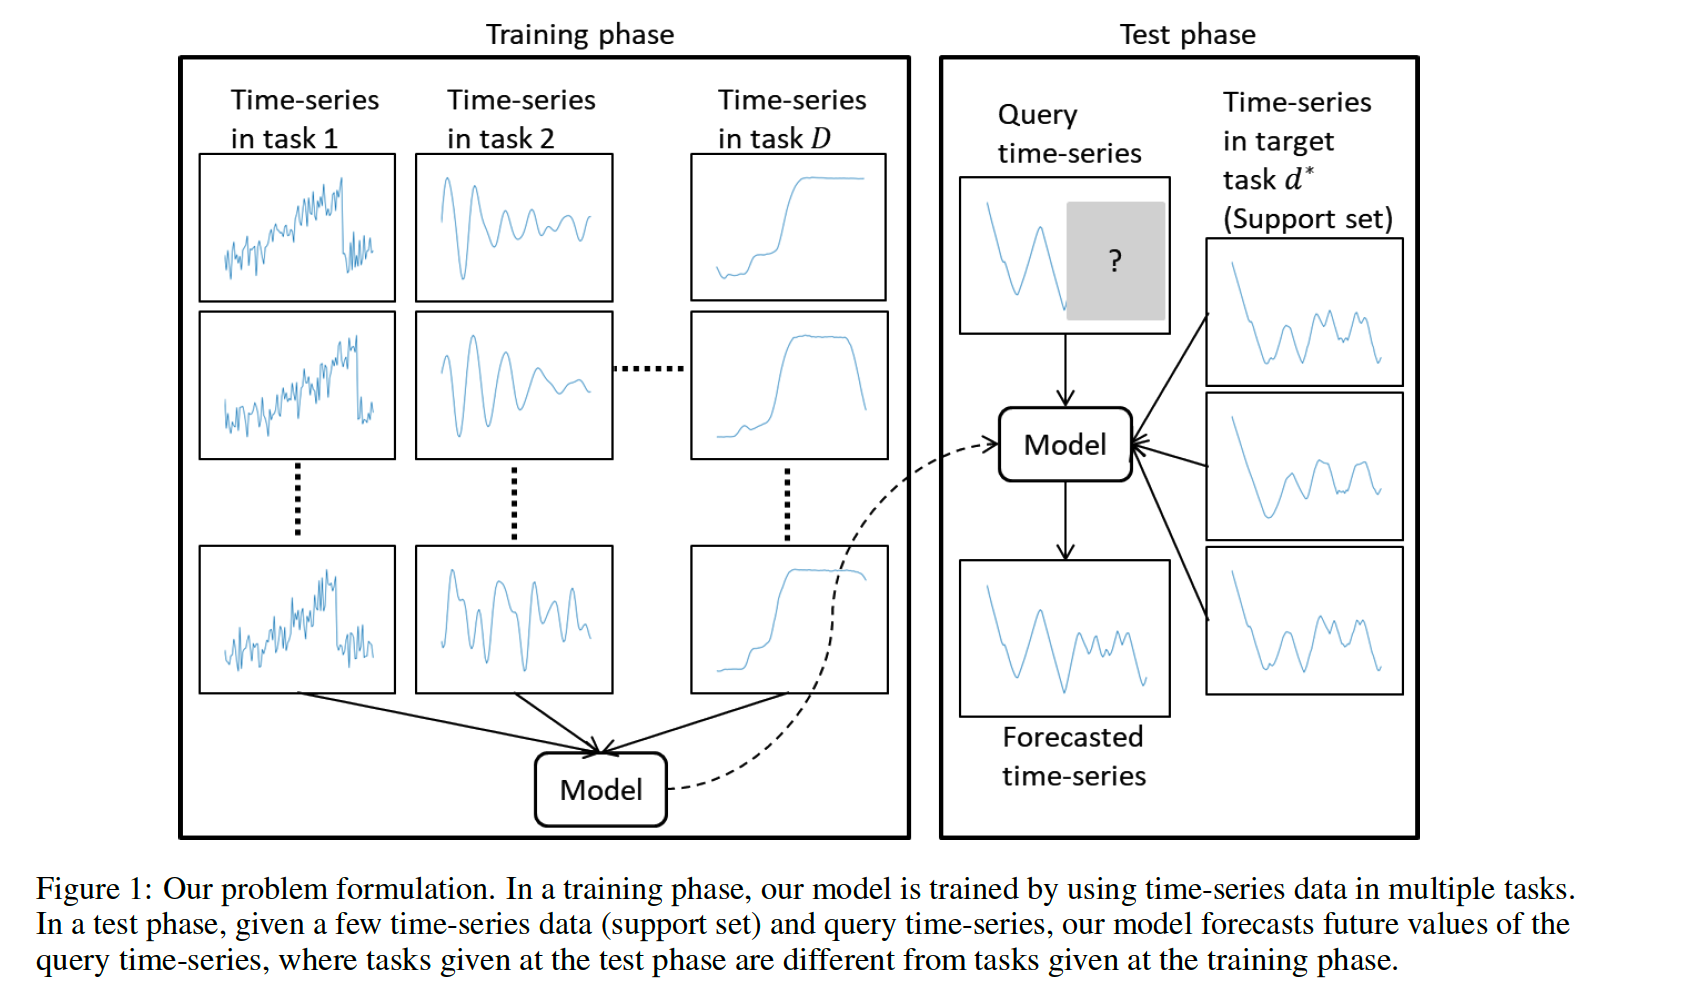 Training phase
Time-series
in task 1
Time-series
in task 2
Time-series
in task D
Model
Test phase
Query
time-series
?
Time-series
in target
task d*
(Support set)
Model
Forecasted
time-series
Figure 1: Our problem formulation. In a training phase, our model is trained by using time-series data in multiple tasks.
In a test phase, given a few time-series data (support set) and query time-series, our model forecasts future values of the
query time-series, where tasks given at the test phase are different from tasks given at the training phase.